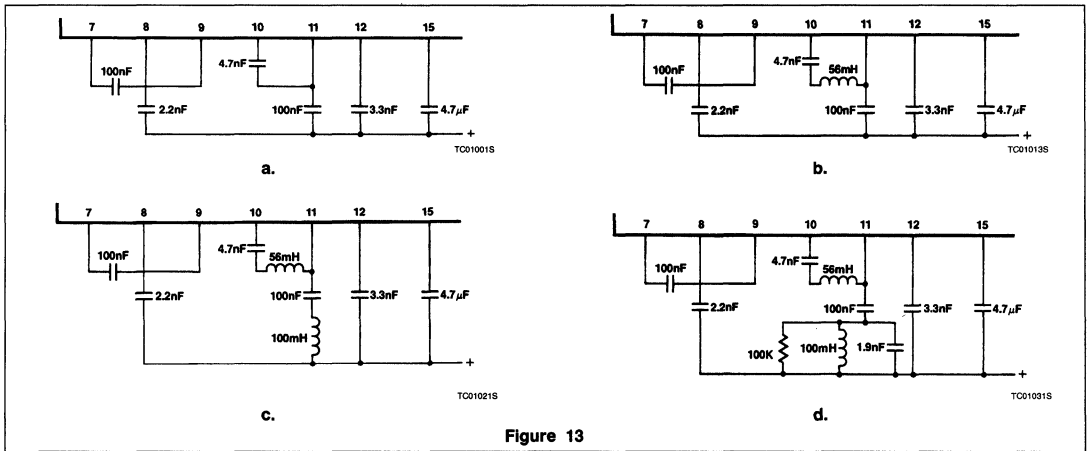 7 8 9 10 11 12 15
4.7nF
100nF
2.2nF 100nF 3.3nF 4.7μF
+
TC01001S
a.
7 8 9 10 11 12 15
4.7nF
56mH
100nF
2.2nF 100nF 3.3nF 4.7μF
+
TC01013S
b.
7 8 9 10 11 12 15
4.7nF
100nF 56mH
2.2nF 100nF 3.3nF 4.7μF
100mH
+
TC01021S
c.
7 8 9 10 11 12 15
4.7nF
100nF 56mH
2.2nF 100nF 3.3nF 4.7μF
100K 100mH 1.9nF
+
TC01031S
d.
Figure 13